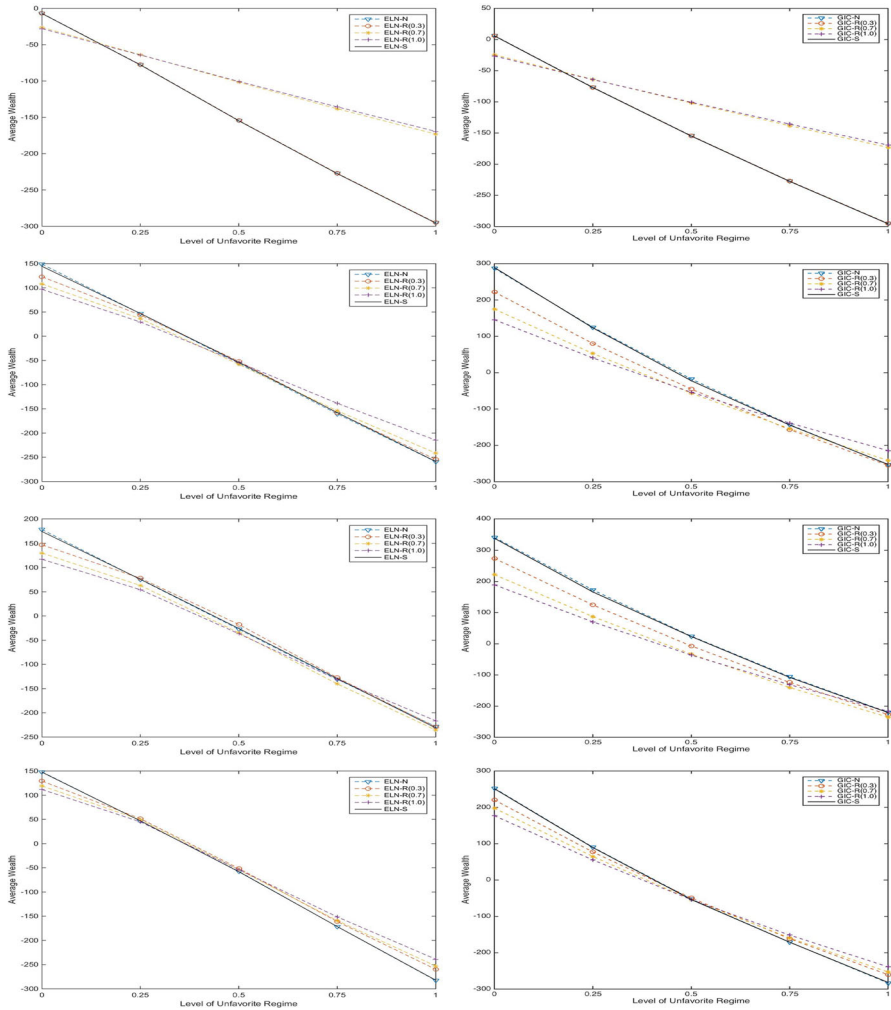 0
-50
-100
-150
-200
-250
-300
Average Wealth
0 0.25 0.5 0.75 1
Level of Unfavorite Regime
ELN-N
ELN-R(0.3)
ELN-R(0.7)
ELN-R(1.0)
ELN-S
50
0
-50
-100
-150
-200
-250
-300
Average Wealth
0 0.25 0.5 0.75 1
Level of Unfavorite Regime
GIC-N
GIC-R(0.3)
GIC-R(0.7)
GIC-R(1.0)
GIC-S
150
100
50
0
-50
-100
-150
-200
-250
-300
Average Wealth
0 0.25 0.5 0.75 1
Level of Unfavorite Regime
ELN-N
ELN-R(0.3)
ELN-R(0.7)
ELN-R(1.0)
ELN-S
300
200
100
0
-100
-200
-300
Average Wealth
0 0.25 0.5 0.75 1
Level of Unfavorite Regime
GIC-N
GIC-R(0.3)
GIC-R(0.7)
GIC-R(1.0)
GIC-S
200
150
100
50
0
-50
-100
-150
-200
-250
Average Wealth
0 0.25 0.5 0.75 1
Level of Unfavorite Regime
ELN-N
ELN-R(0.3)
ELN-R(0.7)
ELN-R(1.0)
ELN-S
400
300
200
100
0
-100
-200
-300
Average Wealth
0 0.25 0.5 0.75 1
Level of Unfavorite Regime
GIC-N
GIC-R(0.3)
GIC-R(0.7)
GIC-R(1.0)
GIC-S
150
100
50
0
-50
-100
-150
-200
-250
-300
Average Wealth
0 0.25 0.5 0.75 1
Level of Unfavorite Regime
ELN-N
ELN-R(0.3)
ELN-R(0.7)
ELN-R(1.0)
ELN-S
300
200
100
0
-100
-200
-300
Average Wealth
0 0.25 0.5 0.75 1
Level of Unfavorite Regime
GIC-N
GIC-R(0.3)
GIC-R(0.7)
GIC-R(1.0)
GIC-S